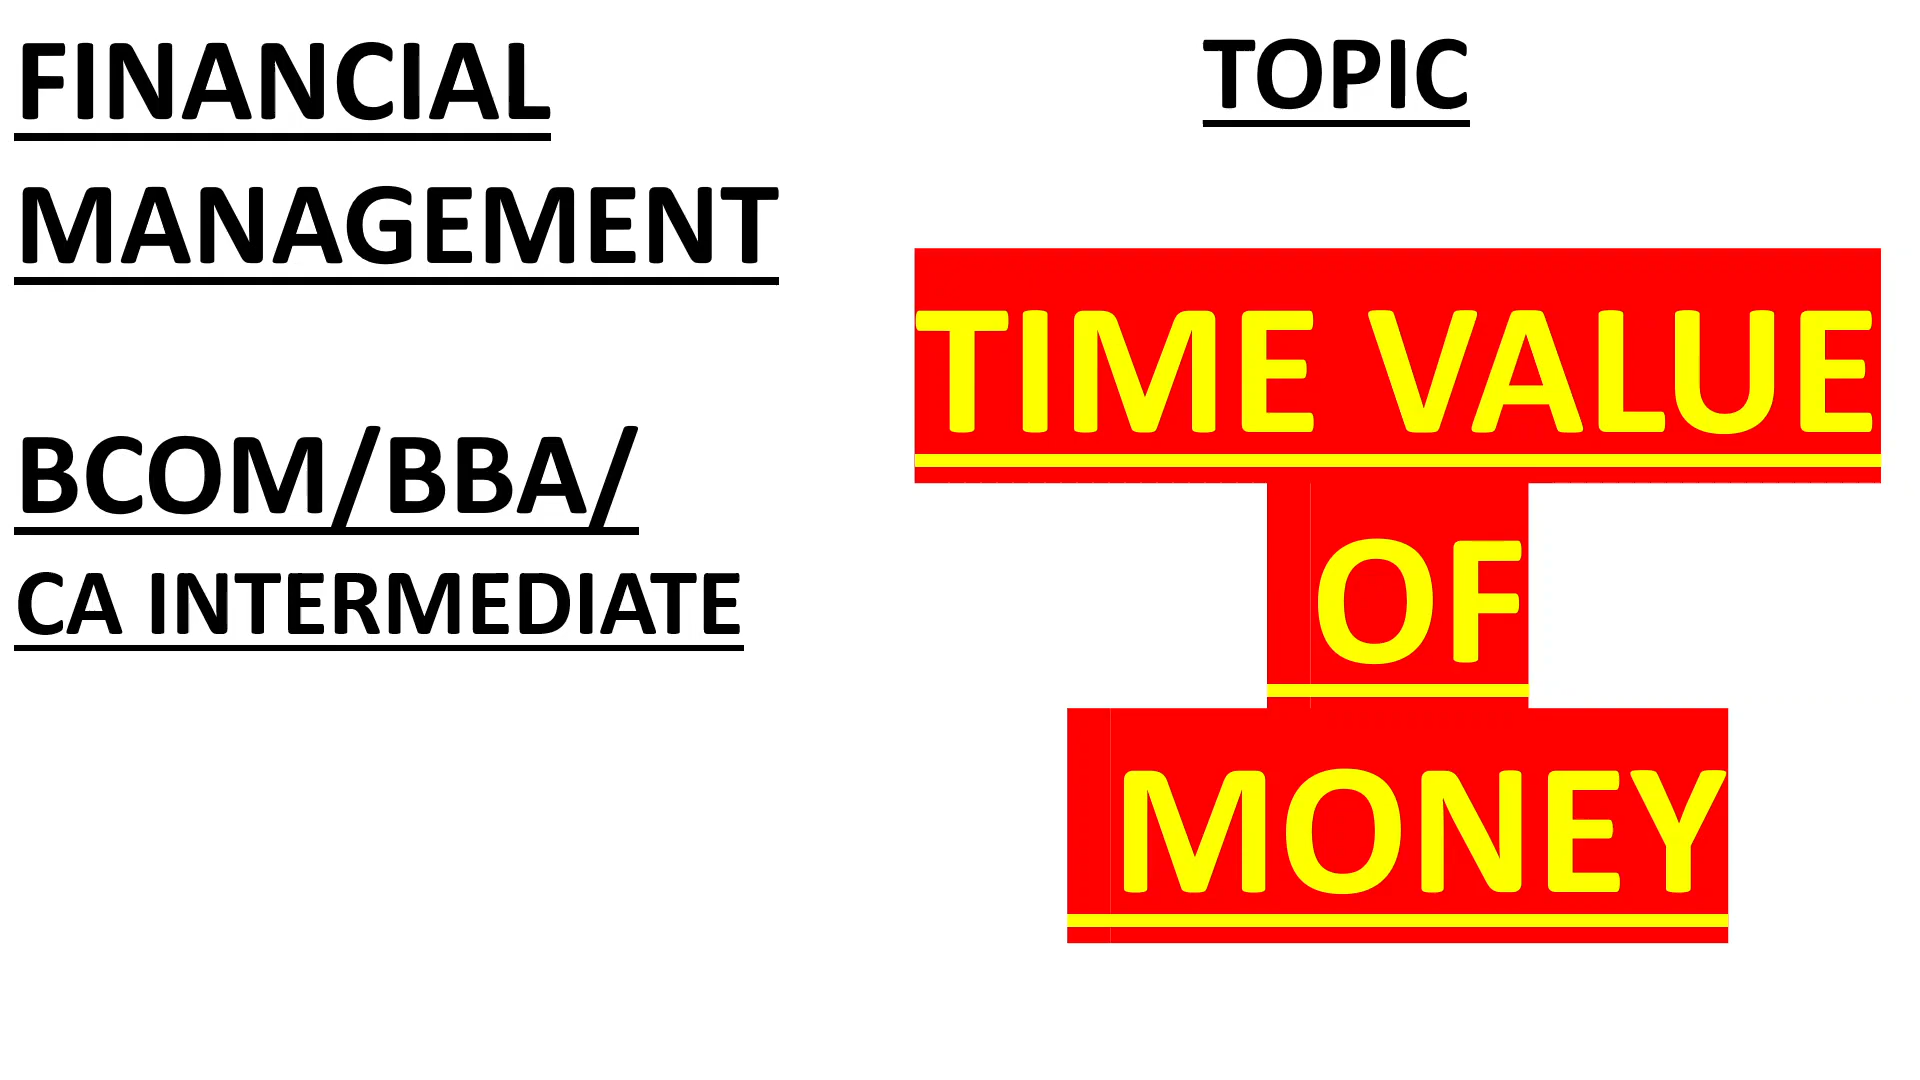 FINANCIAL
MANAGEMENT
BCOM/BBA/
CA INTERMEDIATE
TOPIC
TIME VALUE
OF
MONEY